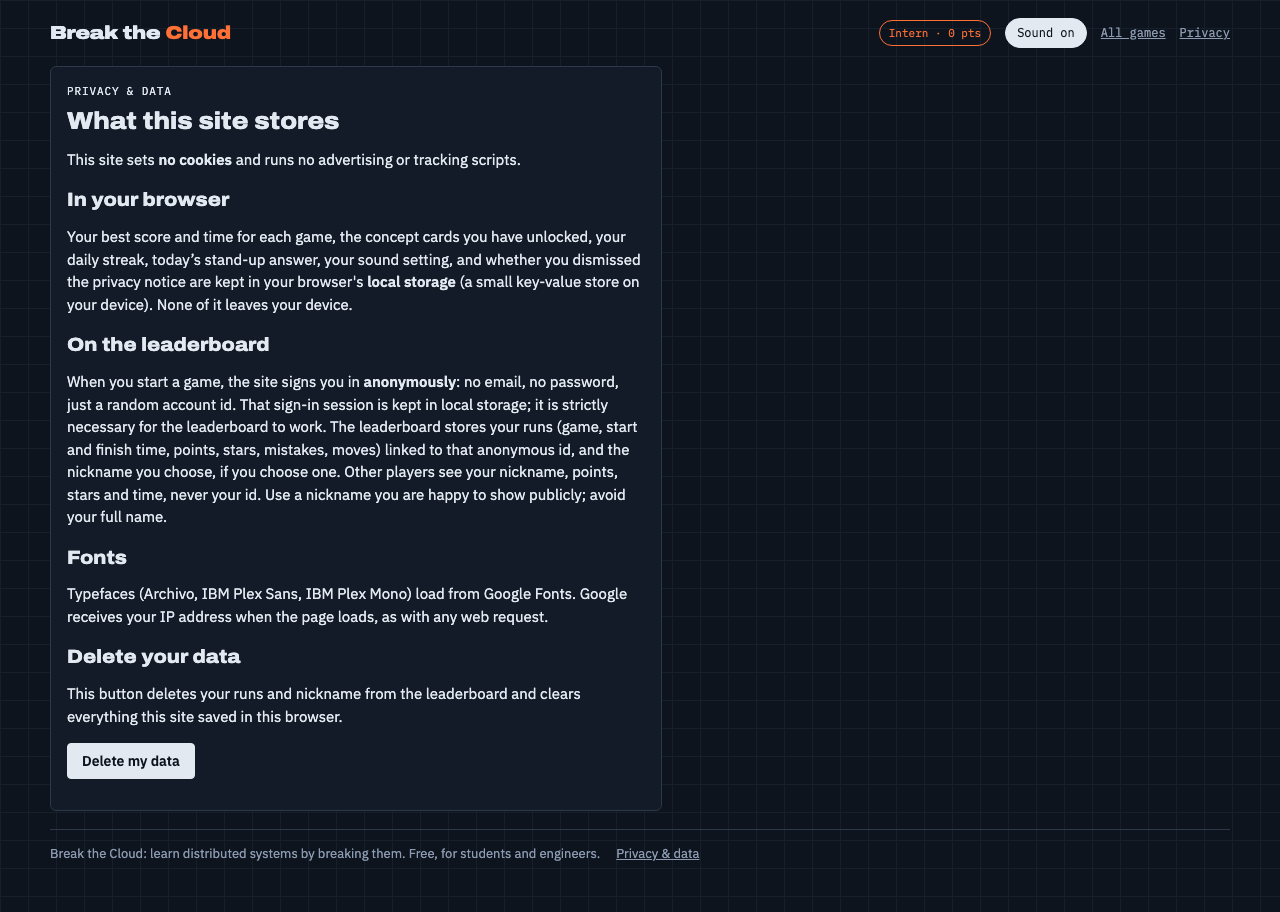 Break the Cloud
Intern · 0 pts
Sound on
All games
Privacy
PRIVACY & DATA
What this site stores
This site sets no cookies and runs no advertising or tracking scripts.
In your browser
Your best score and time for each game, the concept cards you have unlocked, your
daily streak, today’s stand-up answer, your sound setting, and whether you dismissed
the privacy notice are kept in your browser's local storage (a small key-value store on
your device). None of it leaves your device.
On the leaderboard
When you start a game, the site signs you in anonymously: no email, no password,
just a random account id. That sign-in session is kept in local storage; it is strictly
necessary for the leaderboard to work. The leaderboard stores your runs (game, start
and finish time, points, stars, mistakes, moves) linked to that anonymous id, and the
nickname you choose, if you choose one. Other players see your nickname, points,
stars and time, never your id. Use a nickname you are happy to show publicly; avoid
your full name.
Fonts
Typefaces (Archivo, IBM Plex Sans, IBM Plex Mono) load from Google Fonts. Google
receives your IP address when the page loads, as with any web request.
Delete your data
This button deletes your runs and nickname from the leaderboard and clears
everything this site saved in this browser.
Delete my data
Break the Cloud: learn distributed systems by breaking them. Free, for students and engineers.
Privacy & data